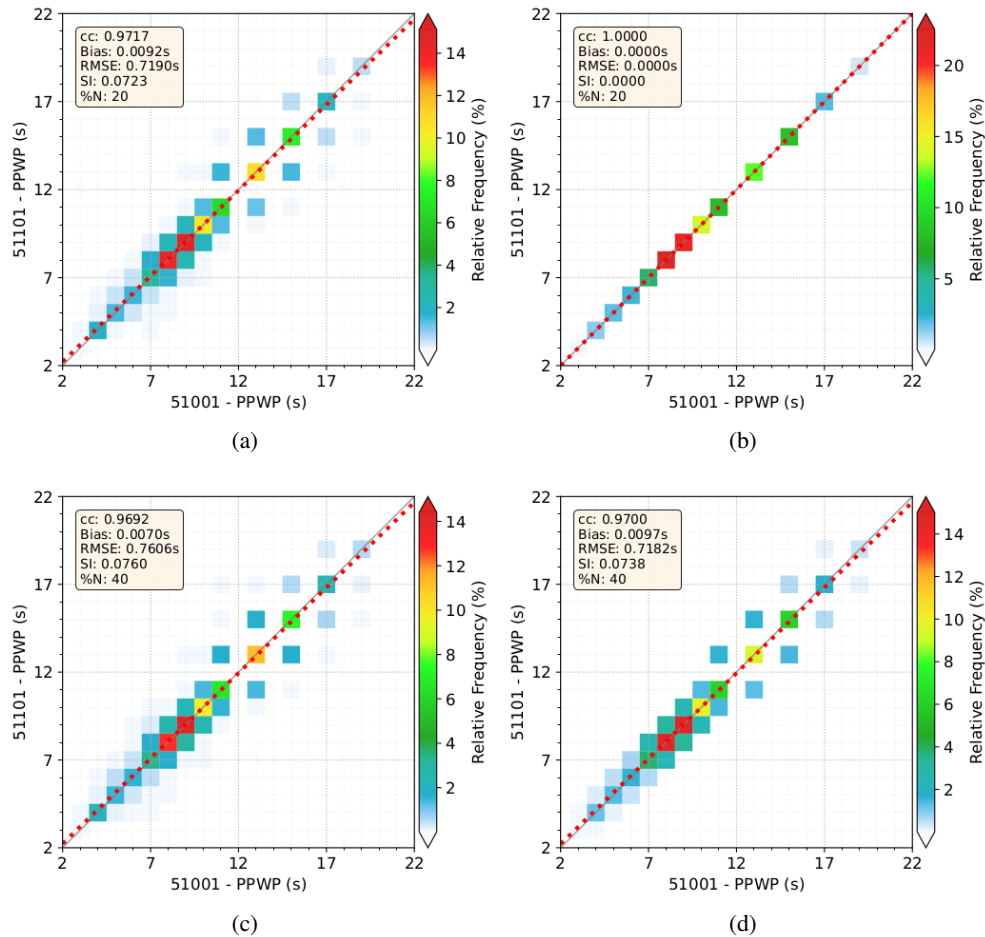 cc: 0.9717
Bias: 0.0092s
RMSE: 0.7190s
SI: 0.0723
%N: 20
22
17
12
7
2
2 7 12 17 22
51101 - PPWP (s)
51001 - PPWP (s)
14
12
10
8
6
4
2
Relative Frequency (%)
(a)
cc: 1.0000
Bias: 0.0000s
RMSE: 0.0000s
SI: 0.0000
%N: 20
22
17
12
7
2
2 7 12 17 22
51101 - PPWP (s)
51001 - PPWP (s)
20
15
10
5
Relative Frequency (%)
(b)
cc: 0.9692
Bias: 0.0070s
RMSE: 0.7606s
SI: 0.0760
%N: 40
22
17
12
7
2
2 7 12 17 22
51101 - PPWP (s)
51001 - PPWP (s)
14
12
10
8
6
4
2
Relative Frequency (%)
(c)
cc: 0.9700
Bias: 0.0097s
RMSE: 0.7182s
SI: 0.0738
%N: 40
22
17
12
7
2
2 7 12 17 22
51101 - PPWP (s)
51001 - PPWP (s)
14
12
10
8
6
4
2
Relative Frequency (%)
(d)